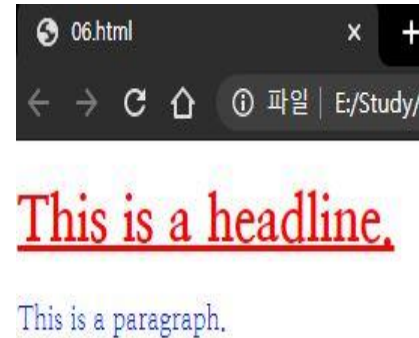 06.html
파일 | E:/Study/
This is a headline.
This is a paragraph.